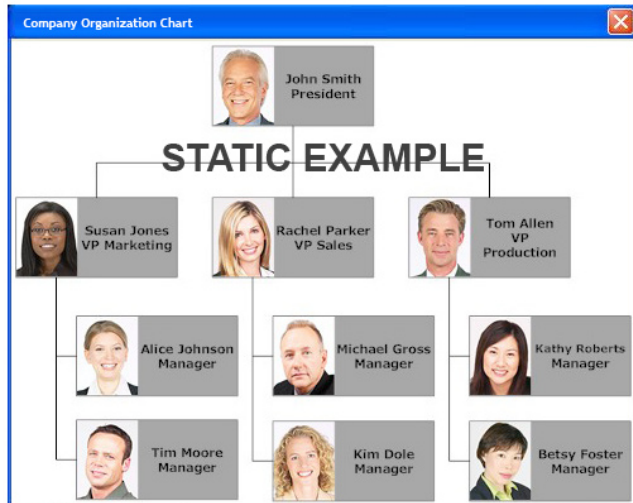 Company Organization Chart
John Smith
President
STATIC EXAMPLE
Susan Jones
VP Marketing
Rachel Parker
VP Sales
Tom Allen
VP
Production
Alice Johnson
Manager
Michael Gross
Manager
Kathy Roberts
Manager
Tim Moore
Manager
Kim Dole
Manager
Betsy Foster
Manager